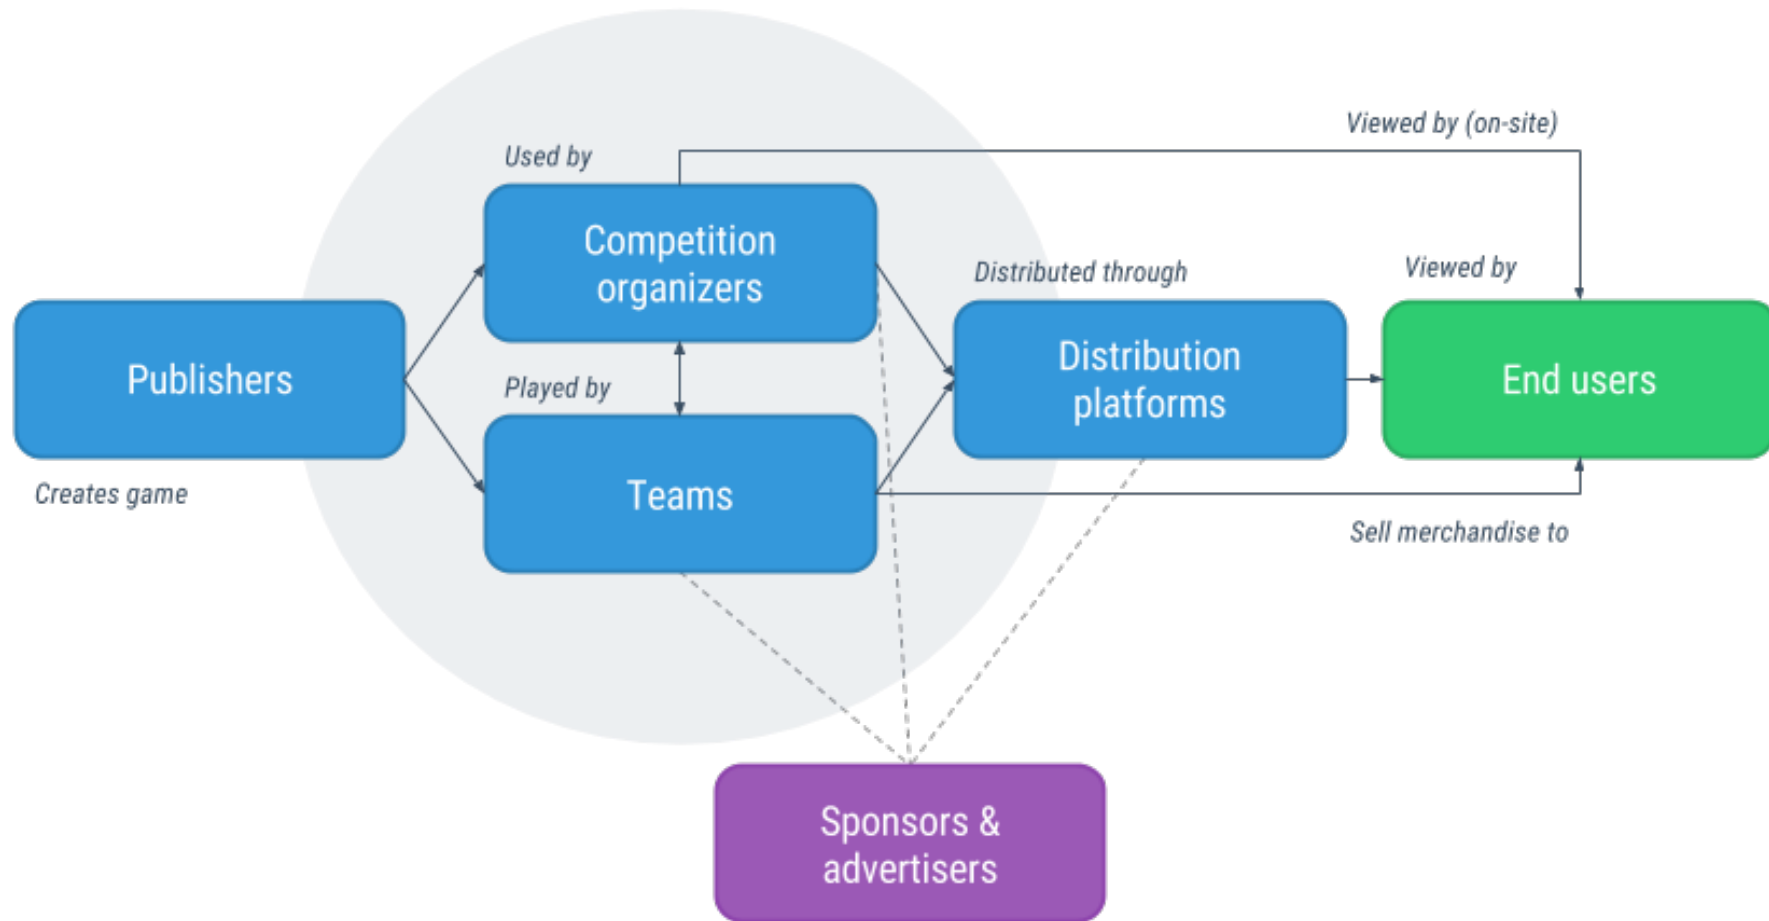 Viewed by (on-site)
Used by
Competition
organizers
Distributed through
Viewed by
Publishers
Played by
Distribution
platforms
End users
Creates game
Teams
Sell merchandise to
Sponsors &
advertisers